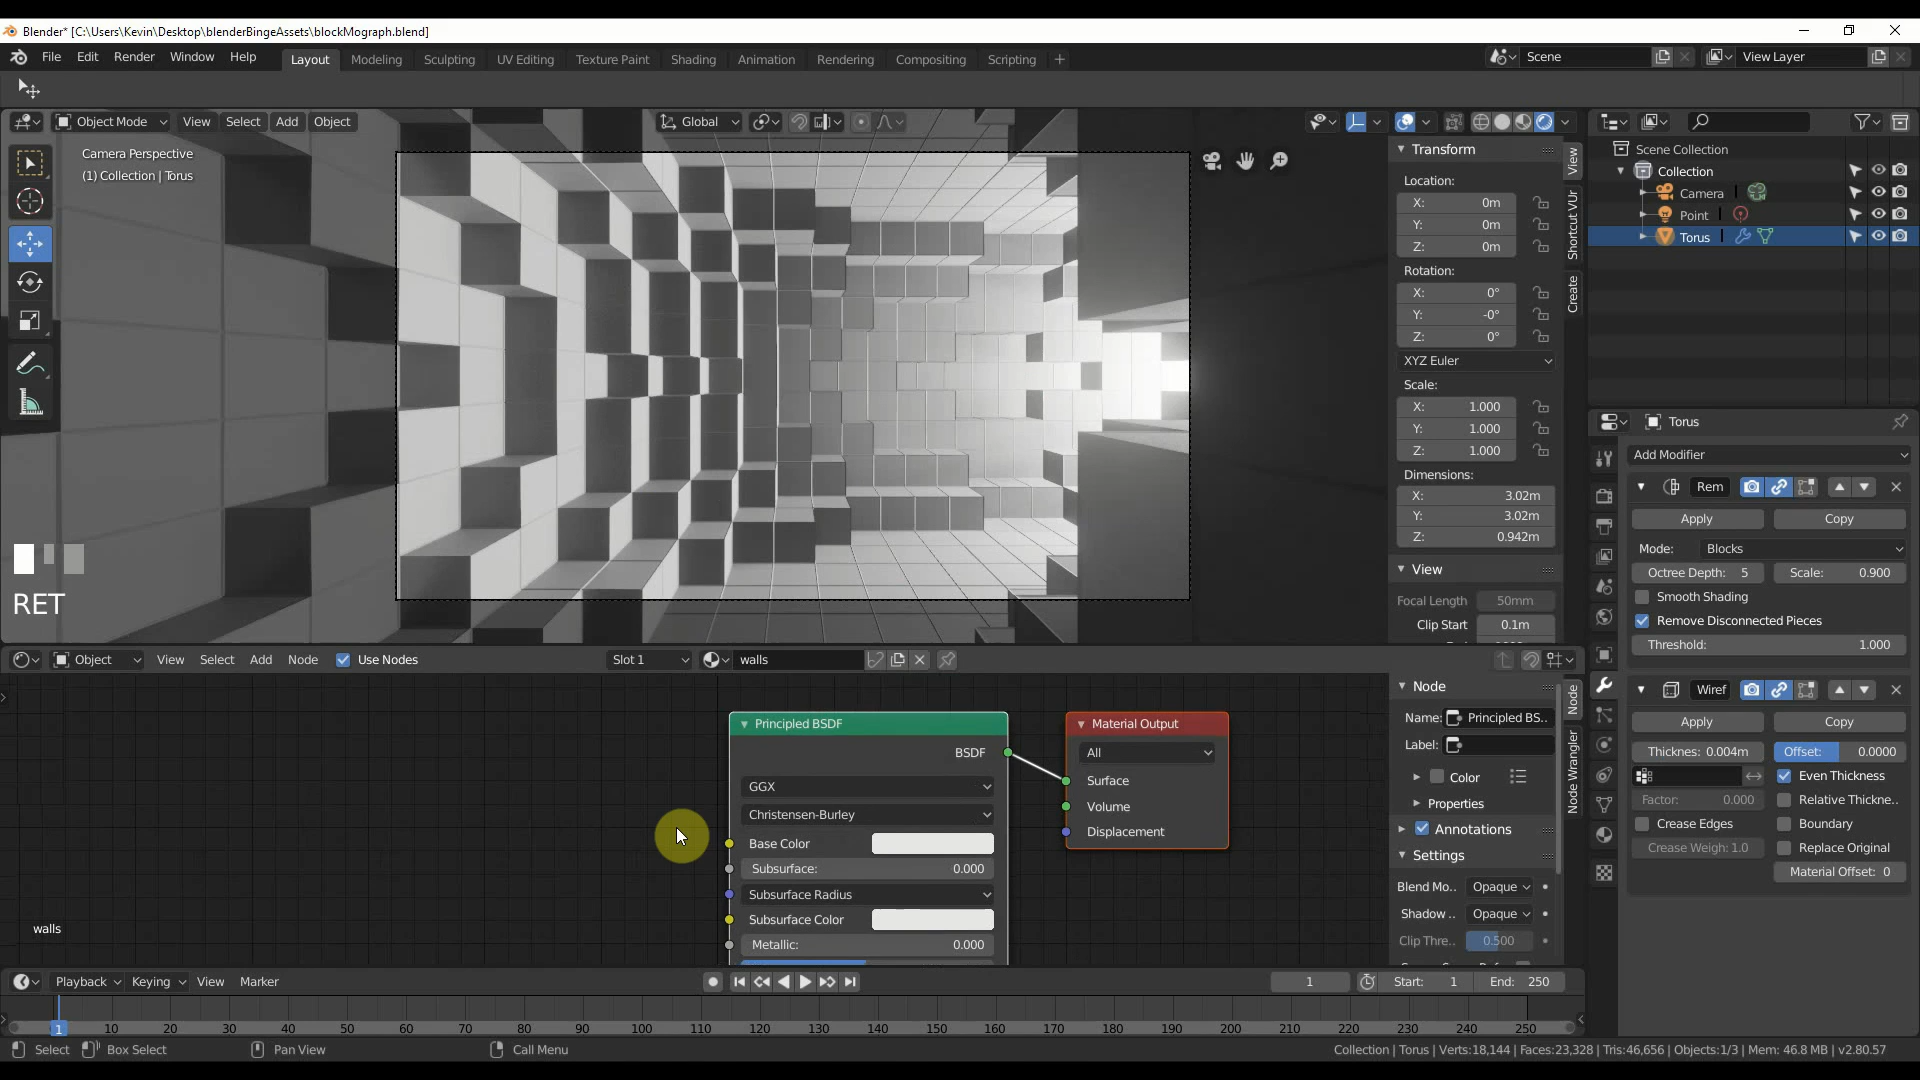 Blender* [C:\Users\Kevin\Desktop\blenderBingeAssets\blockMograph.blend]
File Edit Render Window Help Layout Modeling Sculpting UV Editing Texture Paint Shading Animation Rendering Compositing Scripting + Scene View Layer
Object Mode View Select Add Object Global
Camera Perspective
(1) Collection | Torus
RET
Transform
Location:
X: 0m
Y: 0m
Z: 0m
Rotation:
X: 0°
Y: -0°
Z: 0°
XYZ Euler
Scale:
X: 1.000
Y: 1.000
Z: 1.000
Dimensions:
X: 3.02m
Y: 3.02m
Z: 0.942m
View
Focal Length 50mm
Clip Start 0.1m
View
Shortcut VUr
Create
Scene Collection
Collection
Camera
Point
Torus
Torus
Add Modifier
Rem
Apply Copy
Mode: Blocks
Octree Depth: 5 Scale: 0.900
Smooth Shading
Remove Disconnected Pieces
Threshold: 1.000
Wiref
Apply Copy
Thicknes: 0.004m Offset: 0.0000
Even Thickness
Factor: 0.000 Relative Thickne..
Crease Edges Boundary
Crease Weigh: 1.0 Replace Original
Material Offset: 0
Object View Select Add Node Use Nodes Slot 1 walls
Principled BSDF
BSDF
GGX
Christensen-Burley
Base Color
Subsurface: 0.000
Subsurface Radius
Subsurface Color
Metallic: 0.000
Material Output
All
Surface
Volume
Displacement
walls
Node
Name: Principled BS..
Label:
Color
Properties
Annotations
Settings
Blend Mo.. Opaque
Shadow .. Opaque
Clip Thre.. 0.500
Node
Node Wrangler
Playback Keying View Marker 1 Start: 1 End: 250
1 10 20 30 40 50 60 70 80 90 100 110 120 130 140 150 160 170 180 190 200 210 220 230 240 250
Select Box Select Pan View Call Menu Collection | Torus | Verts:18,144 | Faces:23,328 | Tris:46,656 | Objects:1/3 | Mem: 46.8 MB | v2.80.57